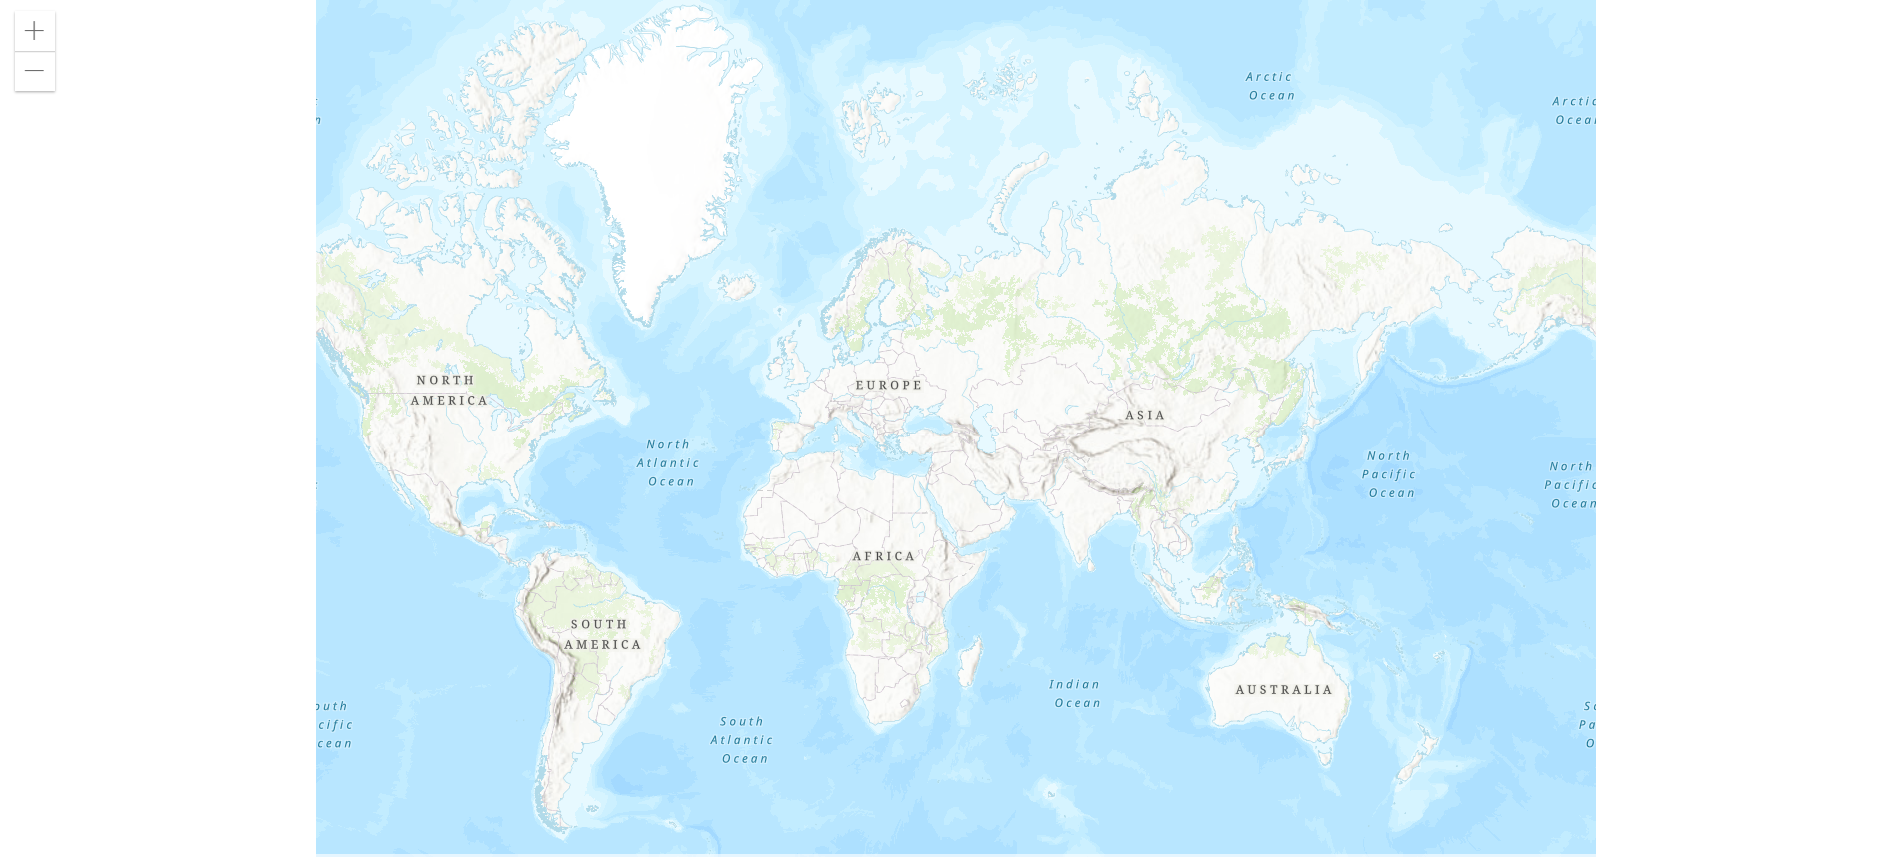 Arctic
Ocean
Arctic
Ocean
NORTH
AMERICA
EUROPE
ASIA
North
Atlantic
Ocean
North
Pacific
Ocean
North
Pacific
Ocean
AFRICA
SOUTH
AMERICA
Indian
Ocean
AUSTRALIA
outh
cific
cean
South
Atlantic
Ocean
So
Pa
O